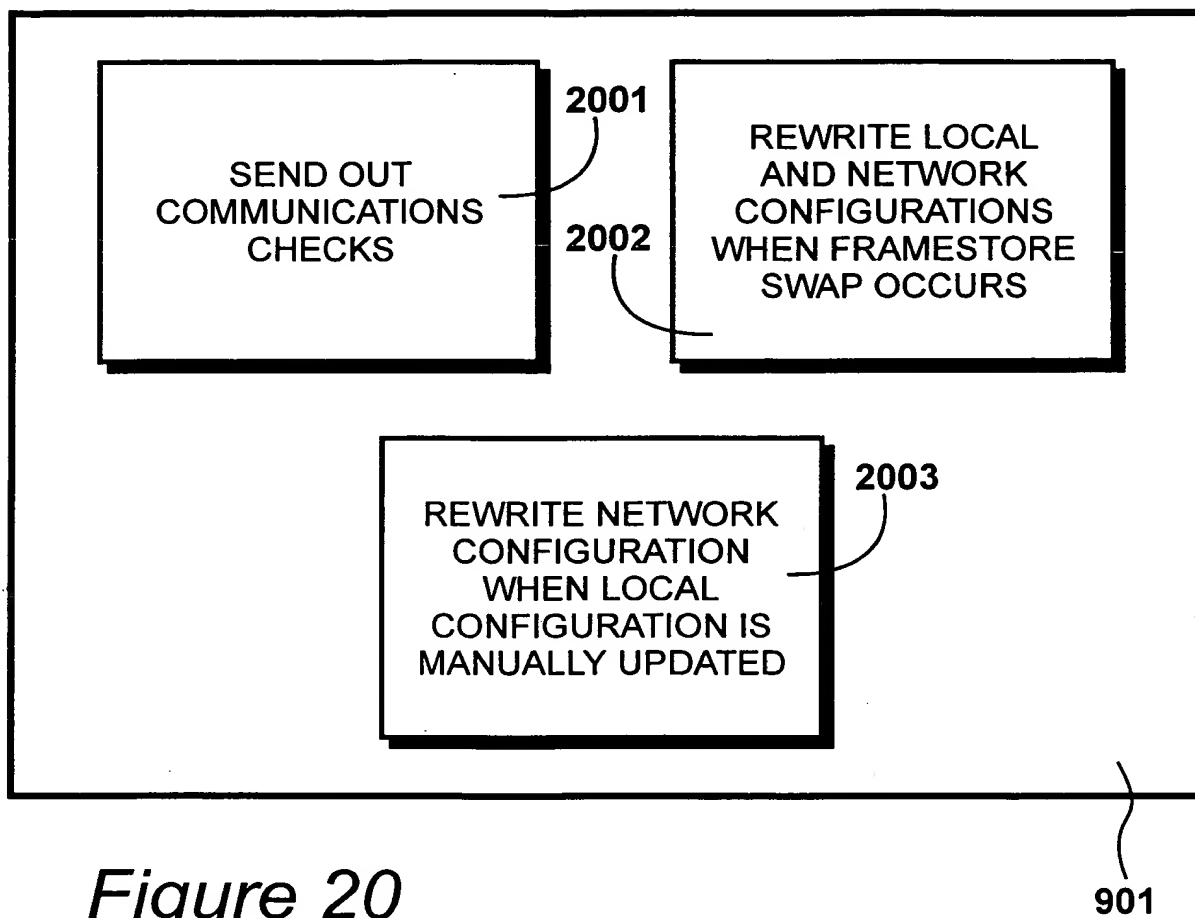 SEND OUT
COMMUNICATIONS
CHECKS
2001
REWRITE LOCAL
AND NETWORK
CONFIGURATIONS
WHEN FRAMESTORE
SWAP OCCURS
2002
REWRITE NETWORK
CONFIGURATION
WHEN LOCAL
CONFIGURATION IS
MANUALLY UPDATED
2003
Figure 20
901